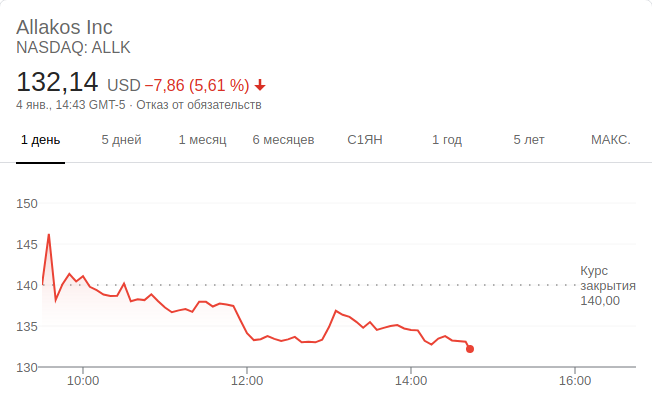 Allakos Inc
NASDAQ: ALLK
132,14 USD −7,86 (5,61 %)
4 янв., 14:43 GMT-5 · Отказ от обязательств
1 день 5 дней 1 месяц 6 месяцев С1ЯН 1 год 5 лет МАКС.
150
145
140
135
130
Курс
закрытия
140,00
10:00 12:00 14:00 16:00